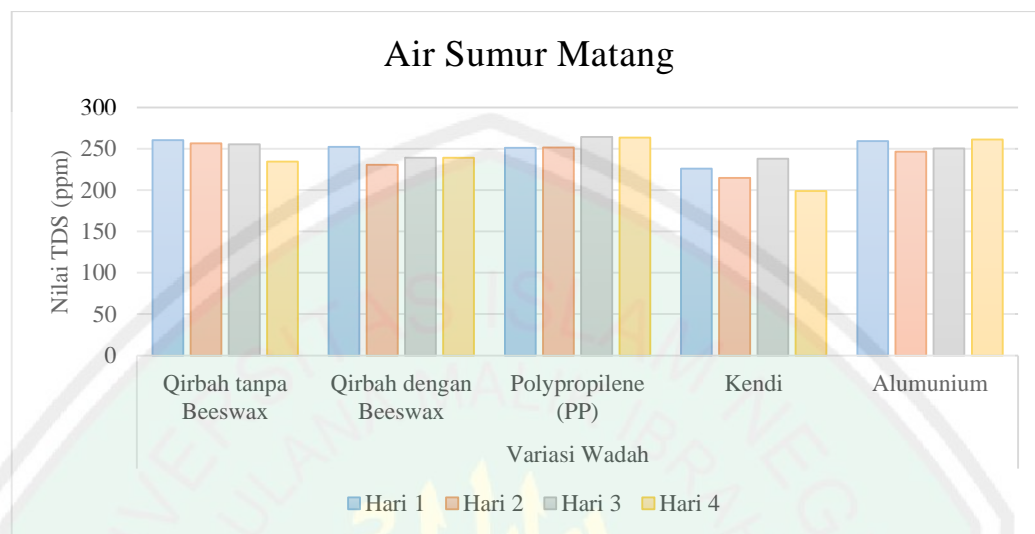 Air Sumur Matang
Nilai TDS (ppm)
300
250
200
150
100
50
0
Qirbah tanpa
Beeswax
Qirbah dengan
Beeswax
Polypropilene
(PP)
Kendi
Alumunium
Variasi Wadah
Hari 1 Hari 2 Hari 3 Hari 4